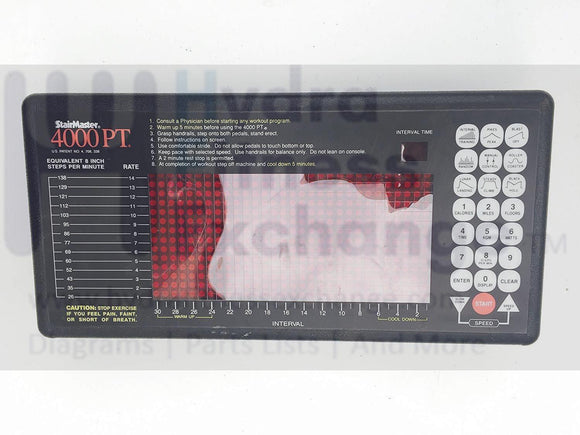 StairMaster
4000 PT.
U.S. PATENT NO. 4, 708, 338
EQUIVALENT 8 INCH
STEPS PER MINUTE RATE
138 14
131 13
121 12
112 11
103 10
95 9
86 8
77 7
69 6
60 5
52 4
43 3
35 2
26 1
CAUTION: STOP EXERCISE
IF YOU FEEL PAIN, FAINT,
OR SHORT OF BREATH.
1. Consult a Physician before starting any workout program.
2. Warm up 5 minutes before using the 4000 PT.
3. Grasp handrails, step onto both pedals, stand erect.
4. Follow instructions on screen.
5. Use comfortable stride. Do not allow pedals to touch bottom or top.
6. Keep pace with selected speed. Use handrails for balance only. Do not lean on console.
7. A 2 minute rest stop is permitted.
8. At completion of workout step off machine and cool down 5 minutes.
INTERVAL TIME
30 28 26 24 22 20 18 16 14 12 10 8 6 4 2
WARM UP
COOL DOWN
INTERVAL
INTERVAL TRAINING
PIKES PEAK
BLAST OFF
RANDOM
MANUAL CONTROL
ROLLER COASTER
LUNAR LANDING
STEADY CLIMB
BLACK HOLE
1 CALORIES
2 MILES
3 FLOORS
4 TIME
5 KGM
6 WATTS
7
8
9
ENTER
0 DISPLAY
CLEAR
START
SPEED
Hydra
xchange
Diagrams | Parts Lists | And More